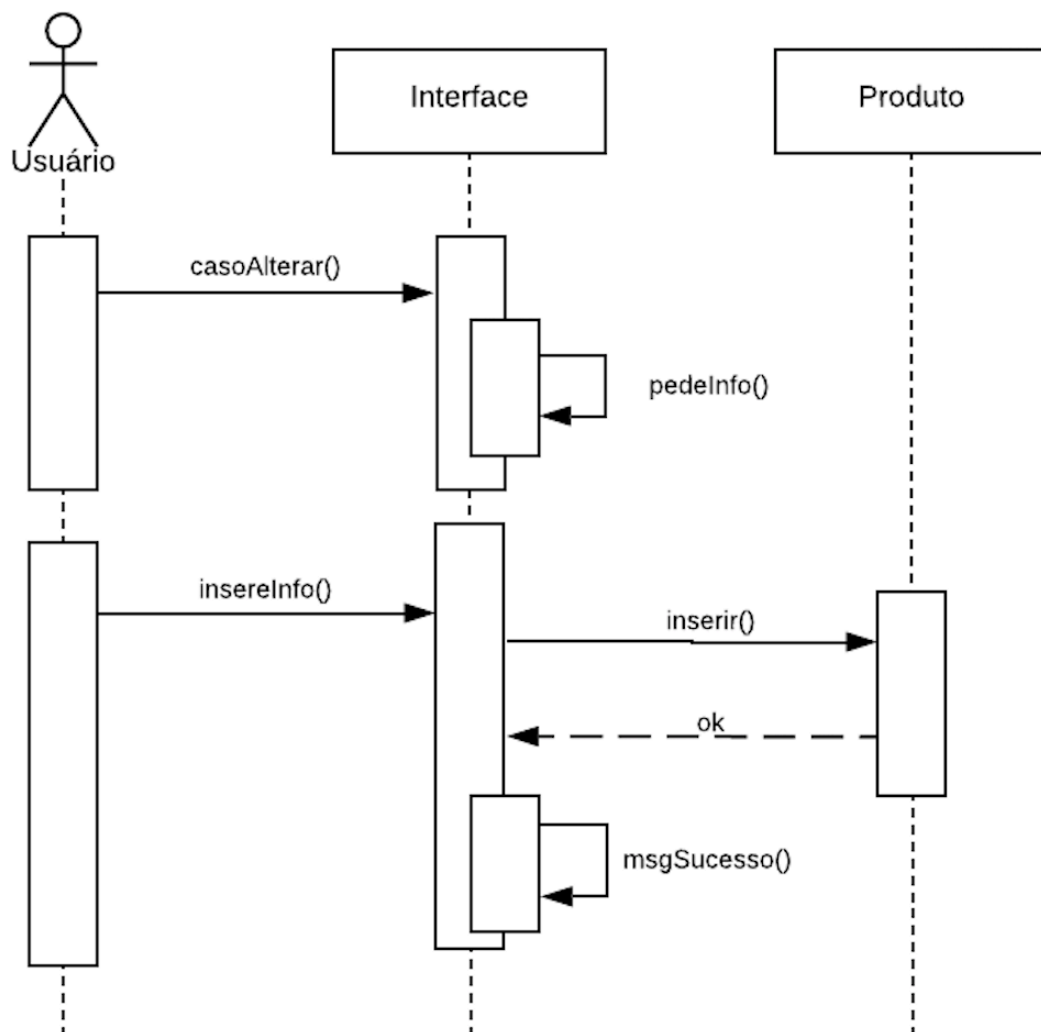 Interface
Produto
Usuário
casoAlterar()
pedeInfo()
insereInfo()
inserir()
ok
msgSucesso()